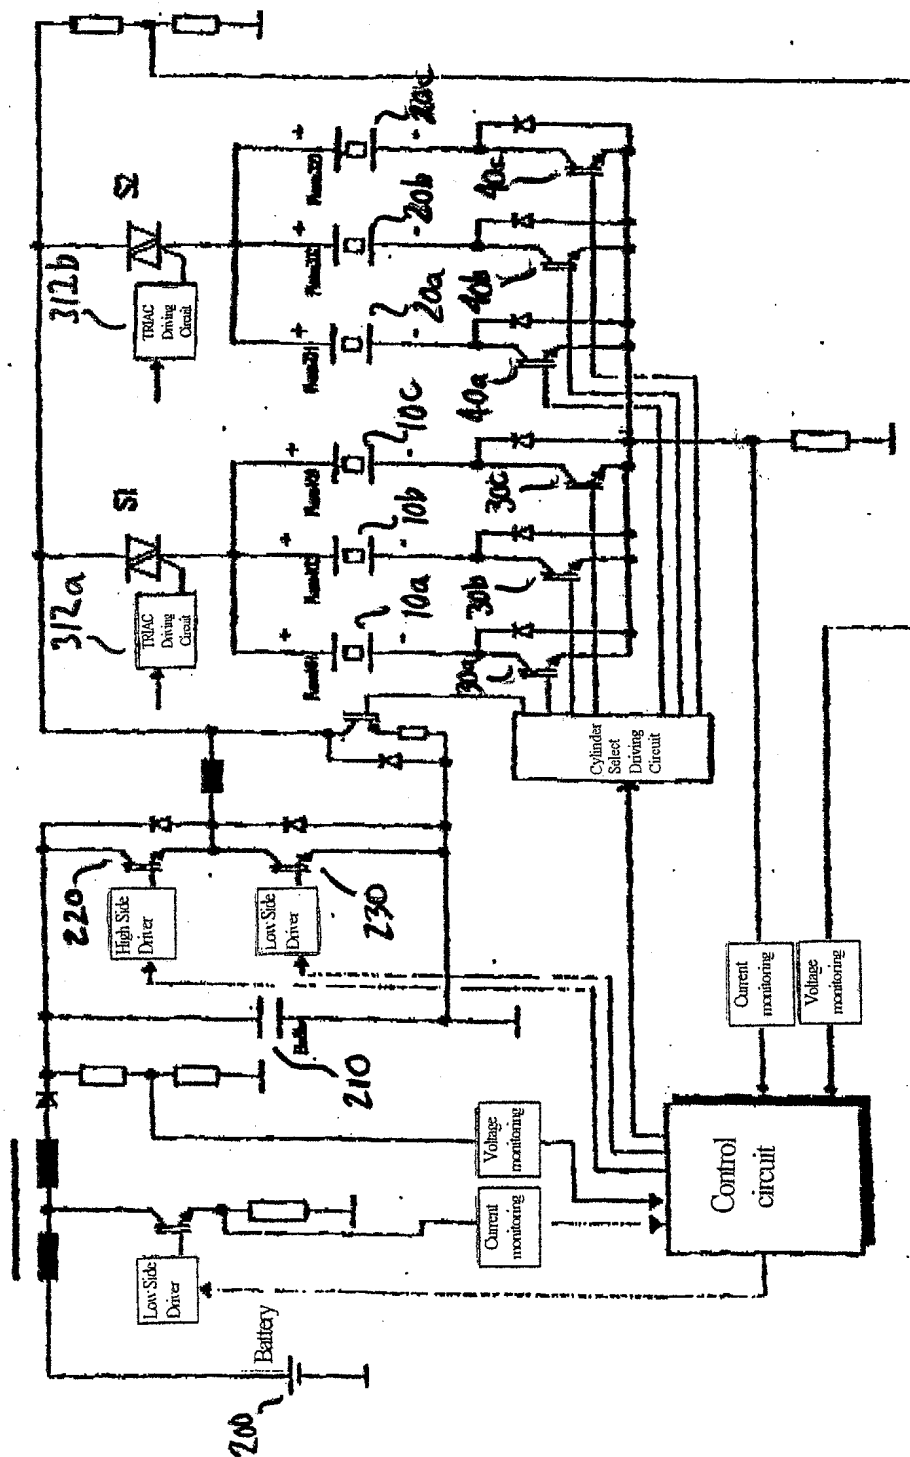 200
Battery
Low Side
Driver
Current
monitoring
Voltage
monitoring
210
High Side
Driver
220
Low Side
Driver
230
Control
circuit
Current
monitoring
Voltage
monitoring
Cylinder
Select
Driving
Circuit
312a
TRIAC
Driving
Circuit
S1
312b
TRIAC
Driving
Circuit
S2
+
+
+
+
+
+
- 10a
- 10b
- 10c
- 20a
- 20b
- 20c
30a
30b
30c
40a
40b
40c